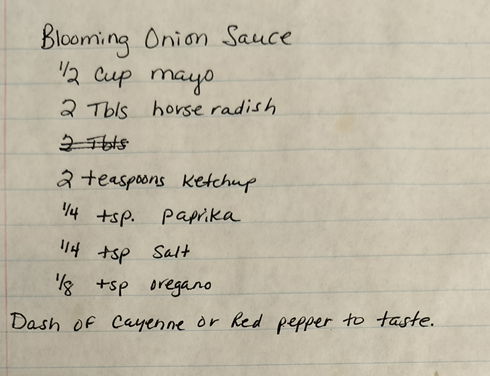 Blooming Onion Sauce
1/2 Cup mayo
2 Tbls horse radish
2 Tbls
2 teaspoons Ketchup
1/4 tsp. Paprika
1/4 tsp Salt
1/8 tsp oregano
Dash of Cayenne or Red pepper to taste.